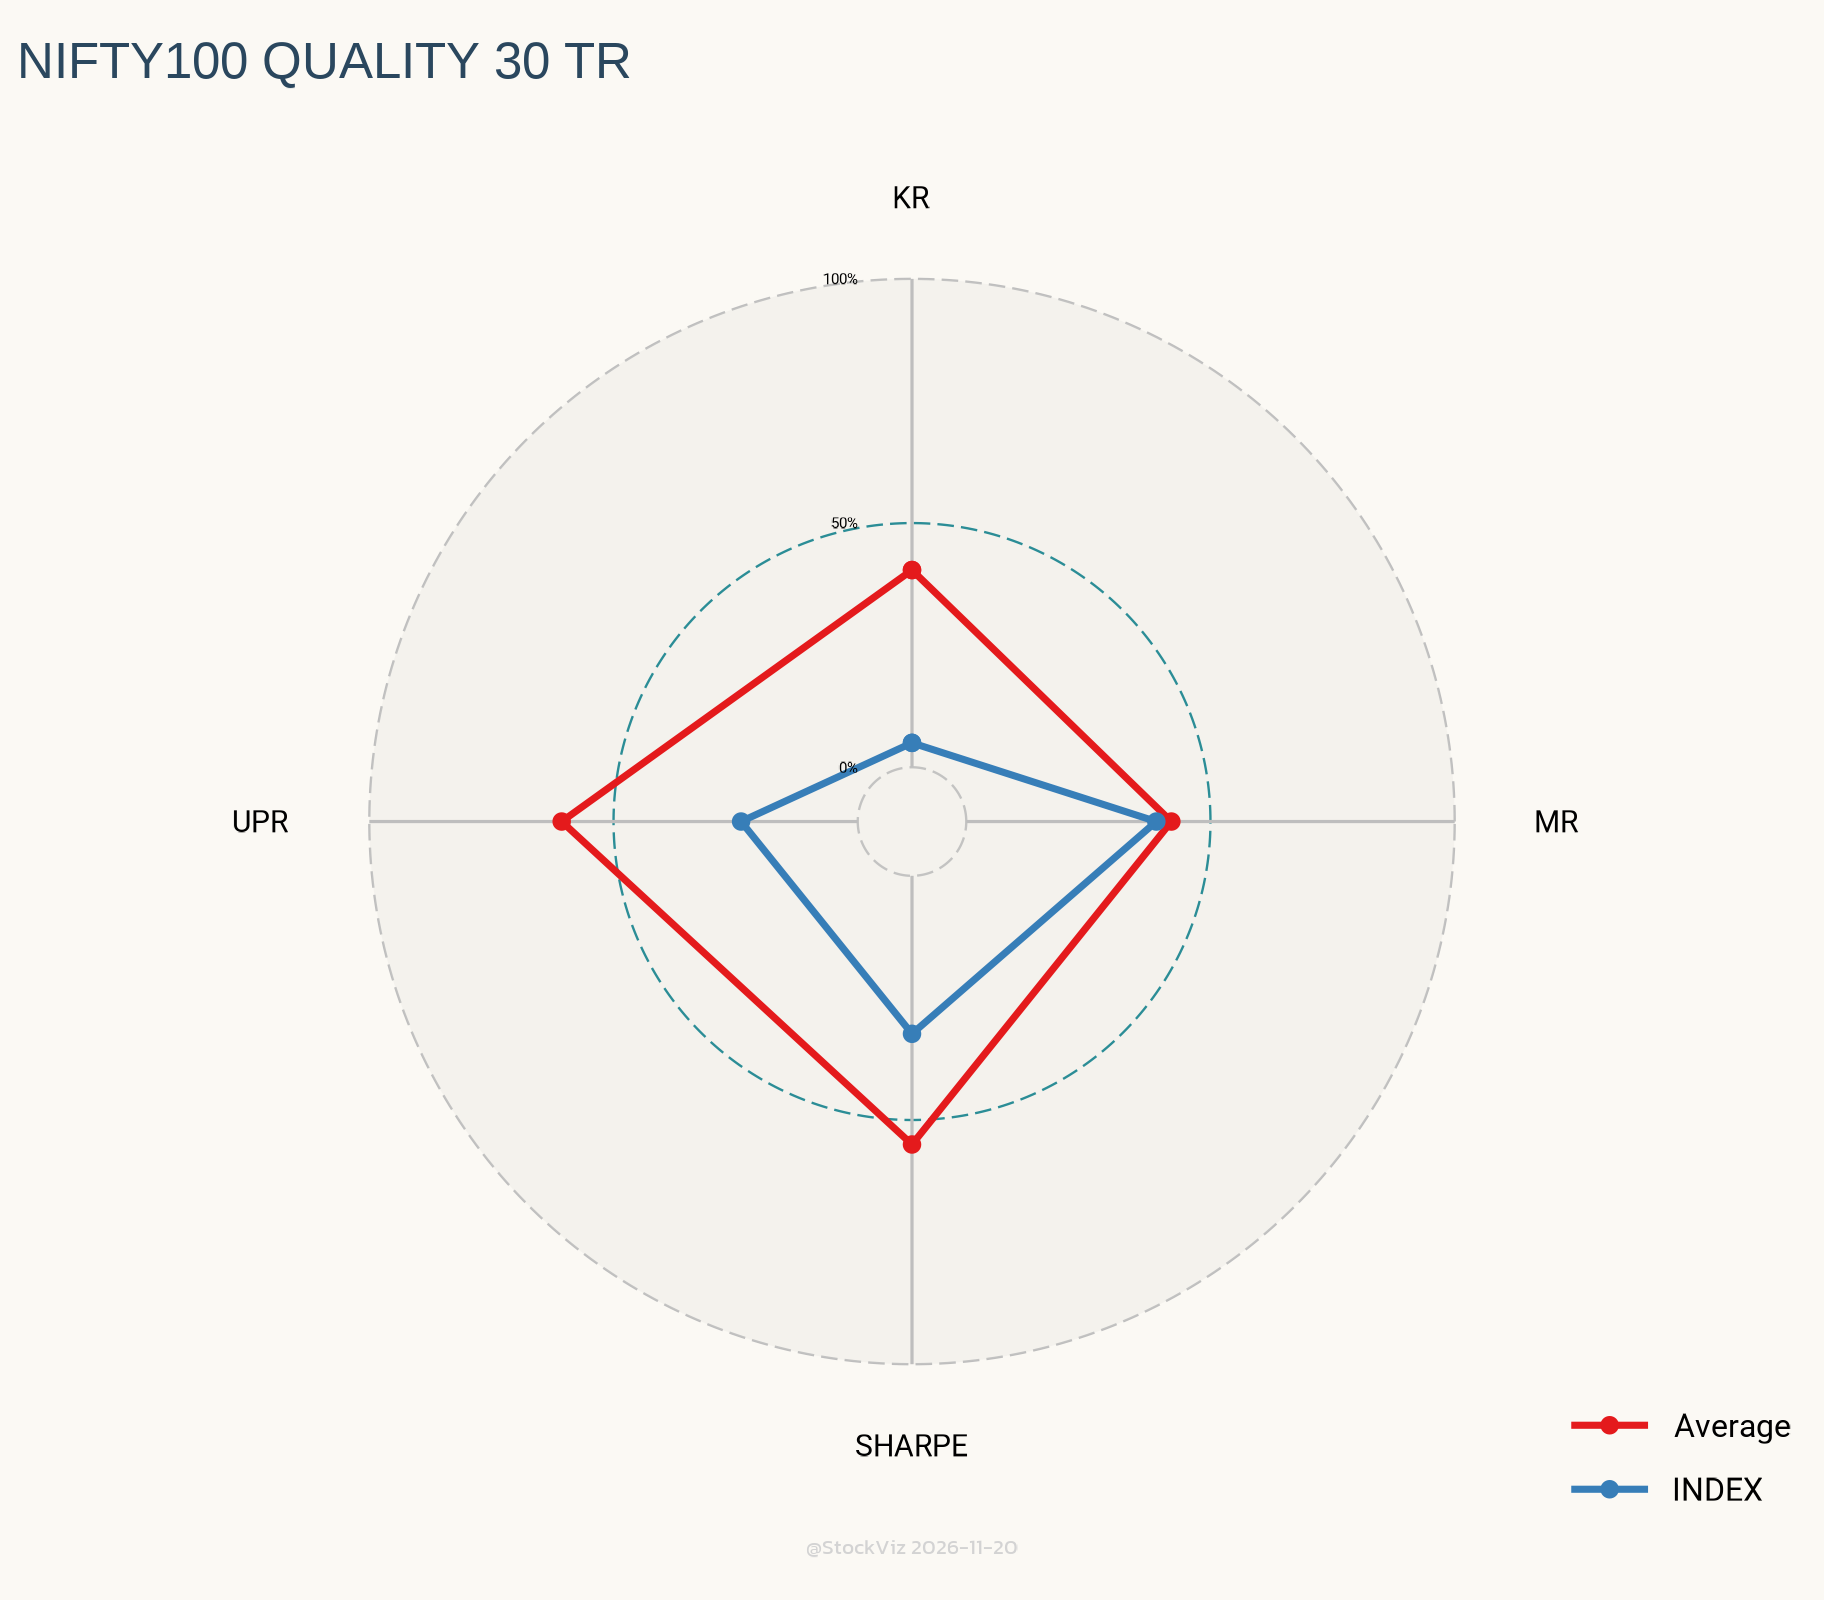 NIFTY100 QUALITY 30 TR
KR
100%
50%
0%
UPR
MR
SHARPE
Average
INDEX
@StockViz 2026-11-20